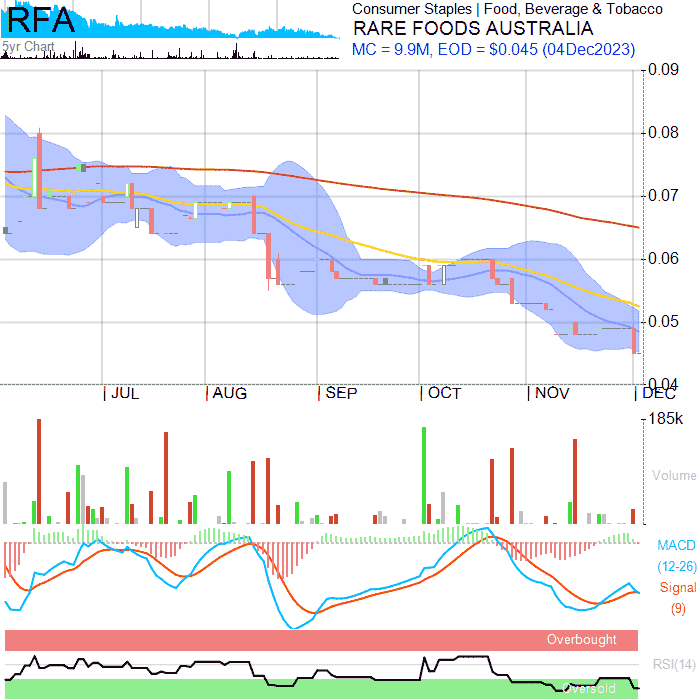 RFA
5yr Chart
Consumer Staples | Food, Beverage & Tobacco
RARE FOODS AUSTRALIA
MC = 9.9M, EOD = $0.045 (04Dec2023)
0.09
0.08
0.07
0.06
0.05
0.04
JUL
AUG
SEP
OCT
NOV
DEC
185k
Volume
MACD
(12-26)
Signal
(9)
Overbought
RSI(14)
Oversold